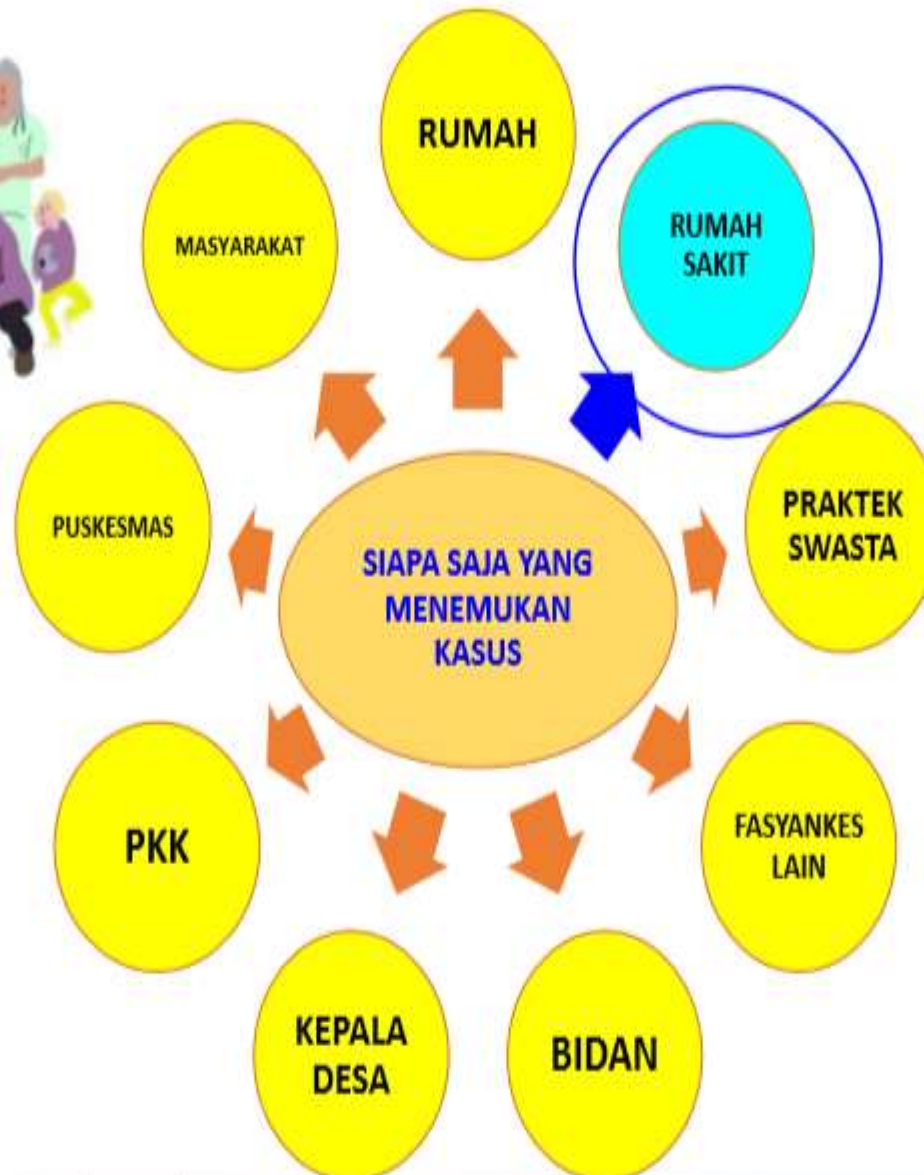 RUMAH
RUMAH
SAKIT
MASYARAKAT
PRAKTEK
SWASTA
PUSKESMAS
SIAPA SAJA YANG
MENEMUKAN
KASUS
FASYANKES
LAIN
PKK
KEPALA
DESA
BIDAN